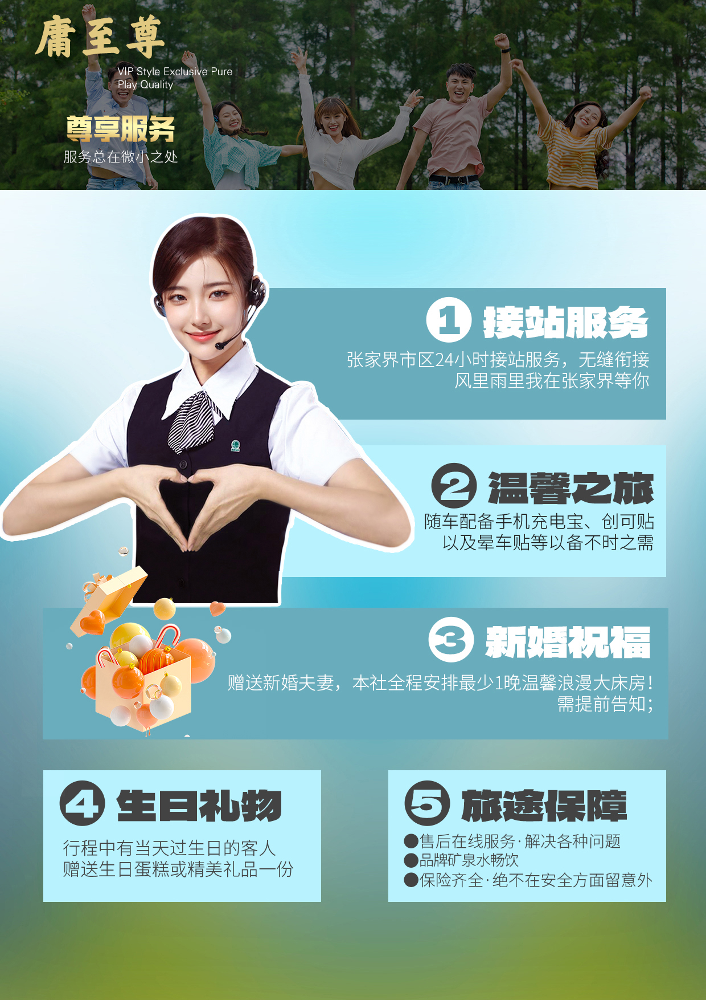 庸至尊
VIP Style Exclusive Pure
Play Quality
尊享服务
服务总在微小之处
1 接站服务
张家界市区24小时接站服务，无缝衔接
风里雨里我在张家界等你
2 温馨之旅
随车配备手机充电宝、创可贴
以及晕车贴等以备不时之需
3 新婚祝福
赠送新婚夫妻，本社全程安排最少1晚温馨浪漫大床房！
需提前告知；
4 生日礼物
行程中有当天过生日的客人
赠送生日蛋糕或精美礼品一份
5 旅途保障
●售后在线服务·解决各种问题
●品牌矿泉水畅饮
●保险齐全·绝不在安全方面留意外